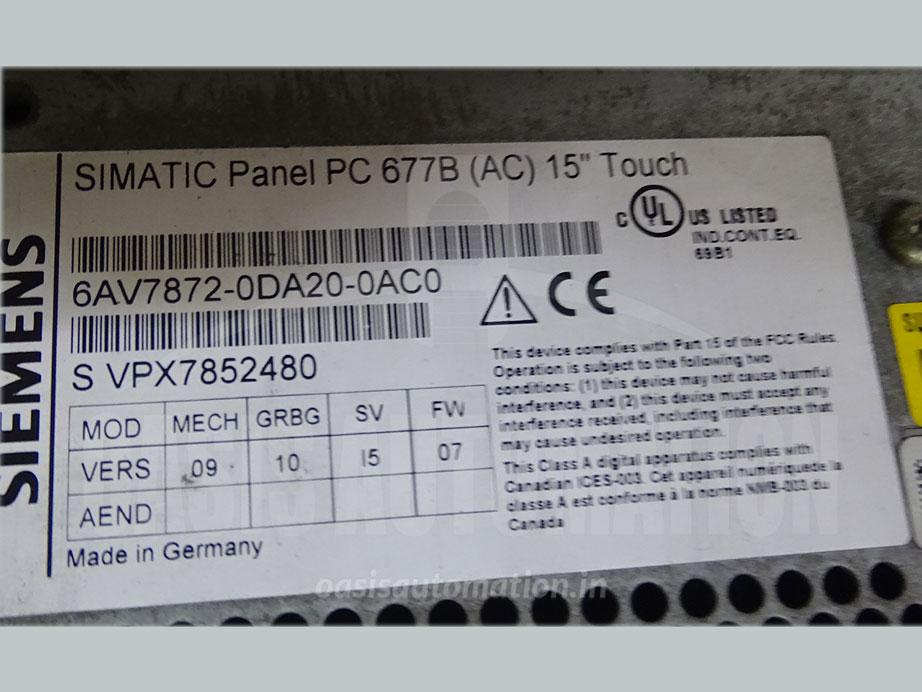 SIEMENS
SIMATIC Panel PC 677B (AC) 15" Touch
C UL US LISTED
IND.CONT.EQ.
69B1
6AV7872-0DA20-0AC0
CE
S VPX7852480
MOD MECH GRBG SV FW
VERS 09 10 I5 07
AEND
Made in Germany
This device complies with Part 15 of the FCC Rules.
Operation is subject to the following two
conditions: (1) this device may not cause harmful
interference, and (2) this device must accept any
interference received, including interference that
may cause undesired operation.
This Class A digital apparatus complies with
Canadian ICES-003. Cet appareil numériquede la
classe A est conforme à la norme NMB-003 du
Canada
OASIS AUTOMATION
oasisautomation.in